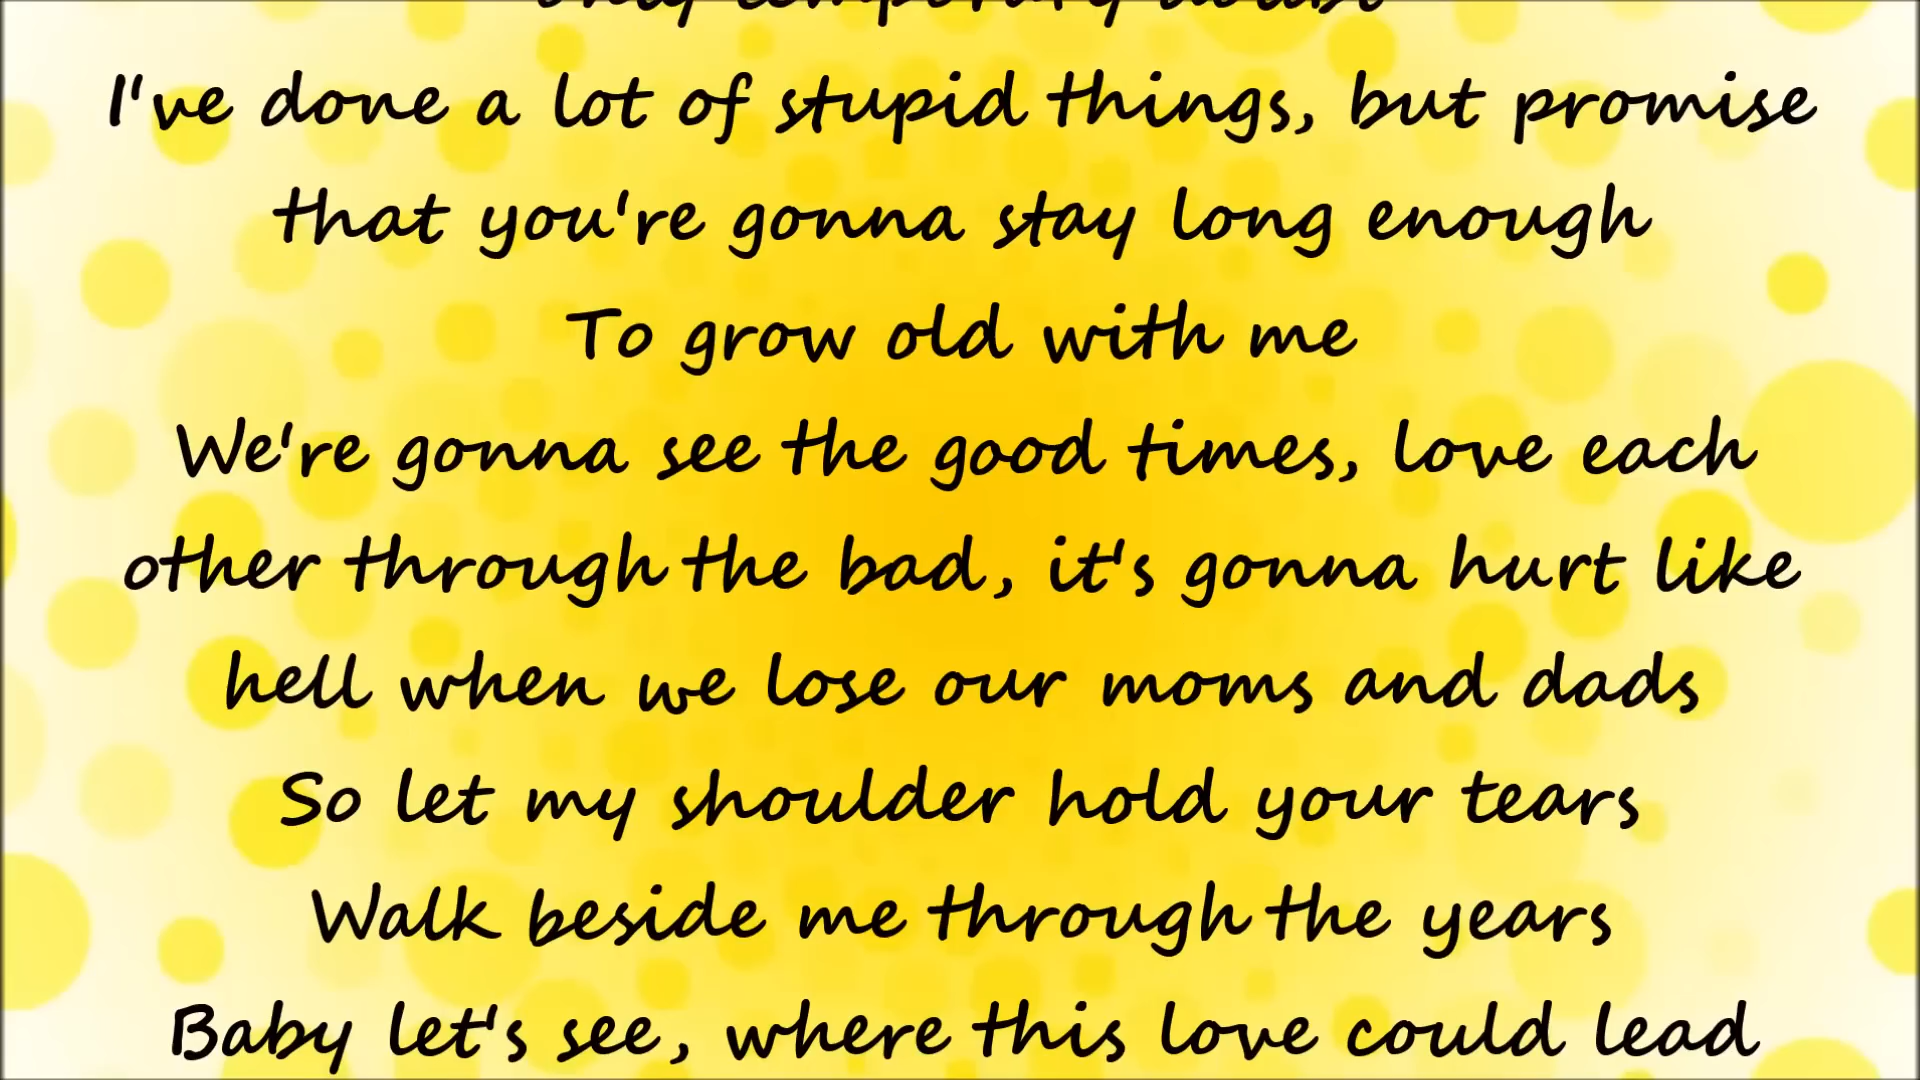 only temporary doubt
I've done a lot of stupid things, but promise
that you're gonna stay long enough
To grow old with me
We're gonna see the good times, love each
other through the bad, it's gonna hurt like
hell when we lose our moms and dads
So let my shoulder hold your tears
Walk beside me through the years
Baby let's see, where this love could lead